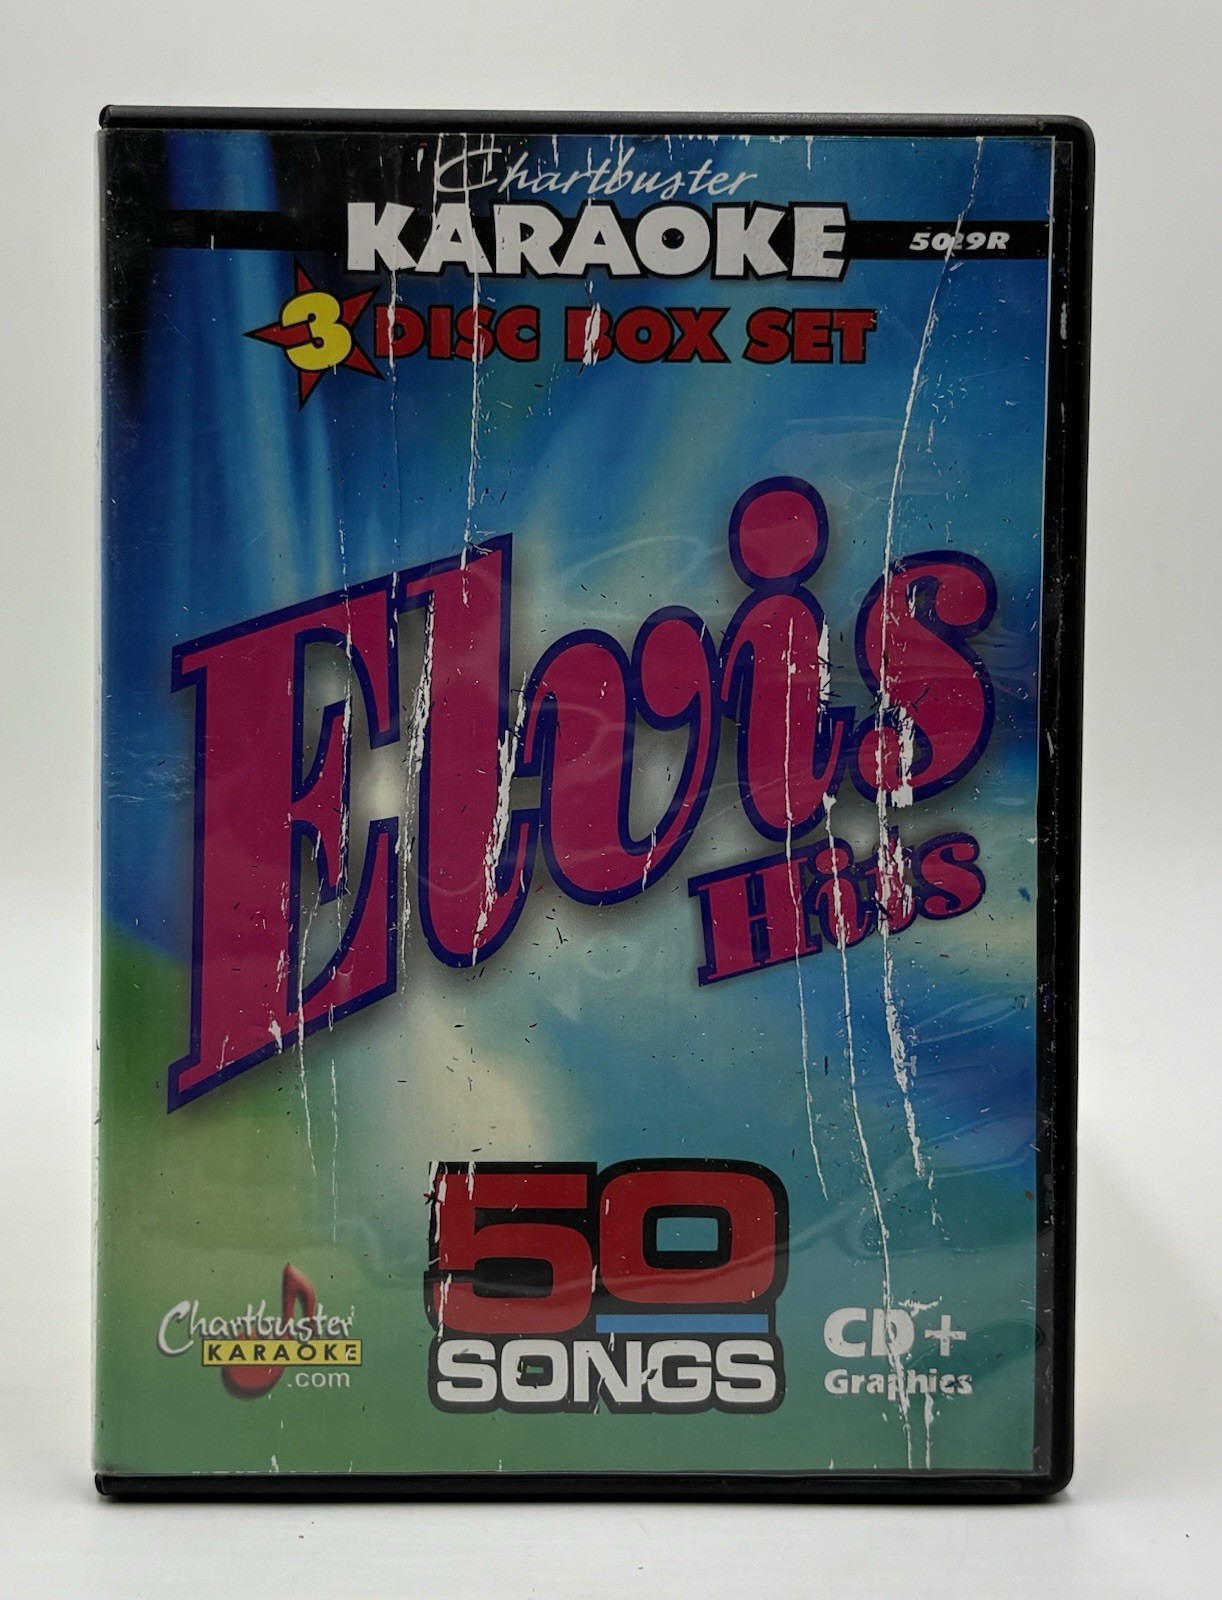 Chartbuster
KARAOKE
5029R
3 DISC BOX SET
Elvis
Hits
50
SONGS
Chartbuster
KARAOKE
.com
CD+
Graphics